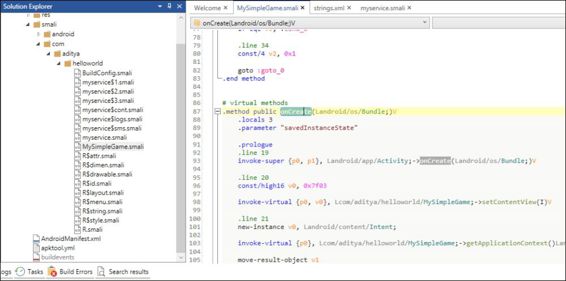 Solution Explorer
res
smali
android
com
aditya
helloworld
BuildConfig.smali
myservice$1.smali
myservice$2.smali
myservice$3.smali
myservice$cont.smali
myservice$logs.smali
myservice$sms.smali
myservice.smali
MySimpleGame.smali
R$attr.smali
R$dimen.smali
R$drawable.smali
R$id.smali
R$layout.smali
R$menu.smali
R$string.smali
R$style.smali
R.smali
AndroidManifest.xml
apktool.yml
buildevents
Logs Tasks Build Errors Search results
Welcome MySimpleGame.smali strings.xml myservice.smali
onCreate(Landroid/os/Bundle;)V
79 .line 34
80 const/4 v2, 0x1
81
82 goto :goto_0
83 .end method
84
85
86 # virtual methods
87 .method public onCreate(Landroid/os/Bundle;)V
88 .locals 3
89 .parameter "savedInstanceState"
90
91 .prologue
92 .line 19
93 invoke-super {p0, p1}, Landroid/app/Activity;->onCreate(Landroid/os/Bundle;)V
94
95 .line 20
96 const/high16 v0, 0x7f03
97
98 invoke-virtual {p0, v0}, Lcom/aditya/helloworld/MySimpleGame;->setContentView(I)V
99
100 .line 21
101 new-instance v0, Landroid/content/Intent;
102
103 invoke-virtual {p0}, Lcom/aditya/helloworld/MySimpleGame;->getApplicationContext()L
104
105 move-result-object v1